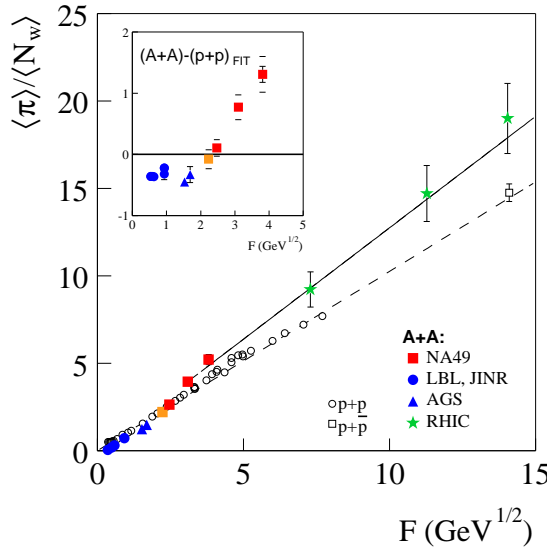 ⟨π⟩/⟨N_w⟩
25
20
15
10
5
0
0
5
10
15
F (GeV^{1/2})
2
1
0
-1
0
1
2
3
4
5
(A+A)-(p+p) FIT
F (GeV^{1/2})
A+A:
NA49
LBL, JINR
AGS
RHIC
p+p
p+p̅